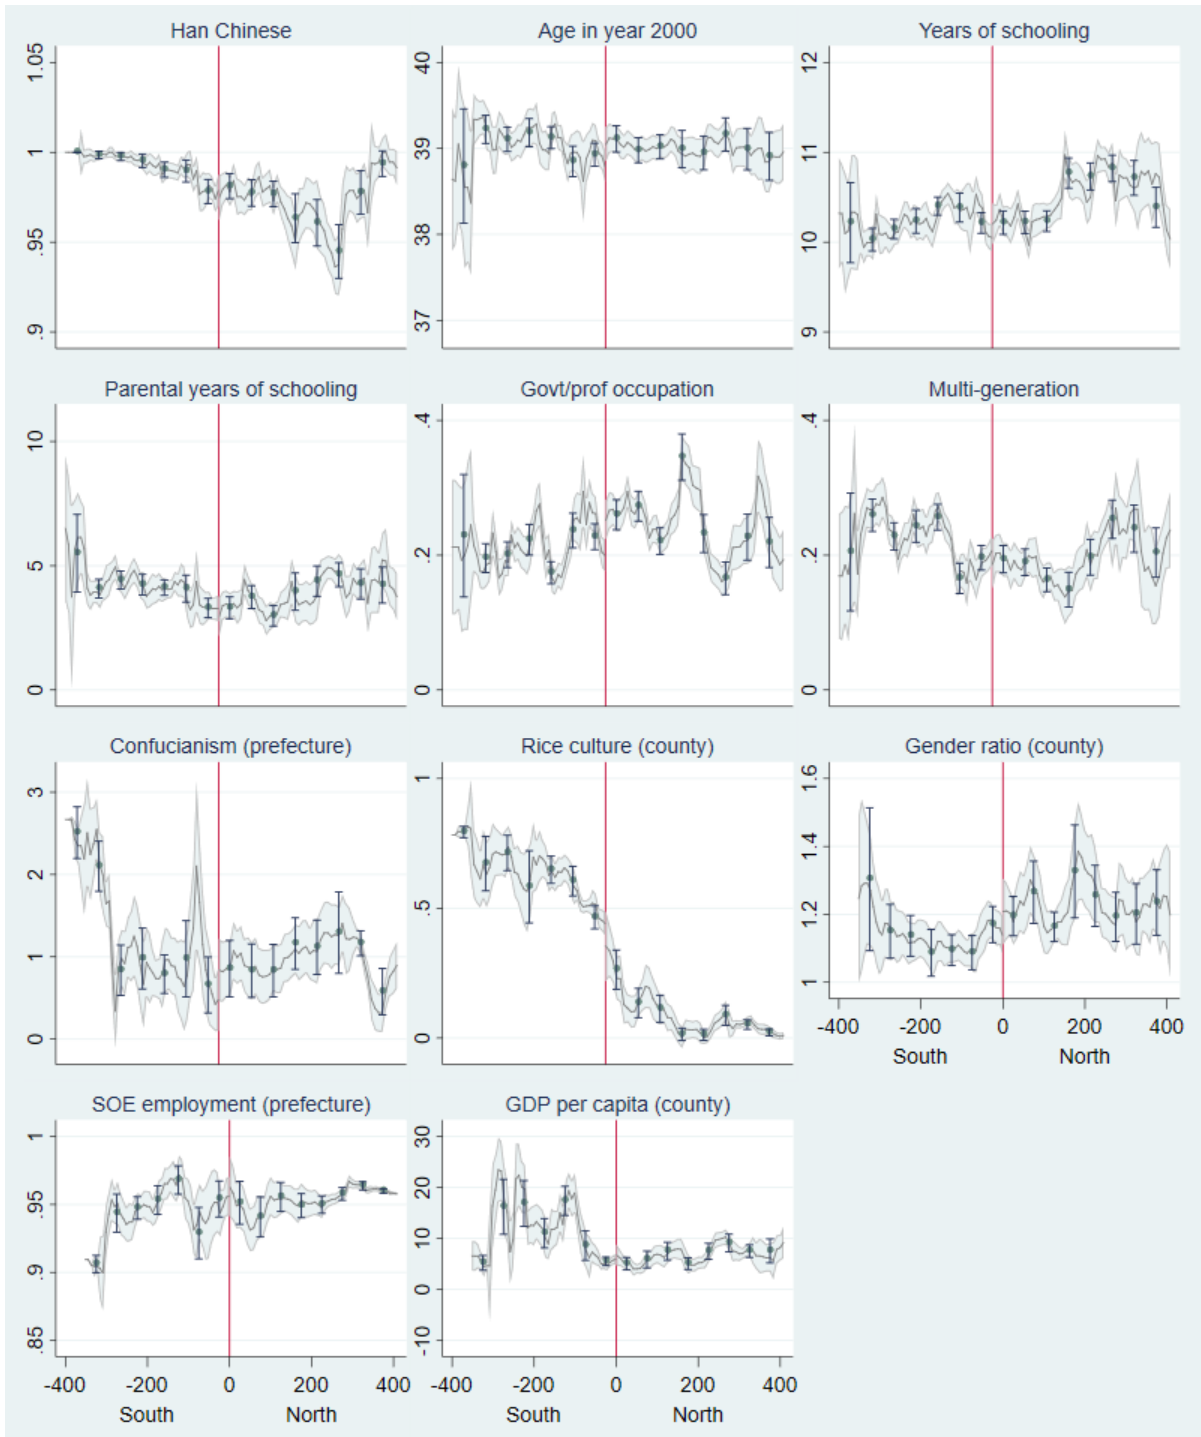 Han Chinese
Age in year 2000
Years of schooling
1.05
1
.95
.9
40
39
38
37
12
11
10
9
Parental years of schooling
Govt/prof occupation
Multi-generation
10
5
0
.4
.2
0
.4
.2
0
Confucianism (prefecture)
Rice culture (county)
Gender ratio (county)
3
2
1
0
1
.5
0
1.6
1.4
1.2
1
-400 -200 0 200 400
South North
SOE employment (prefecture)
GDP per capita (county)
1
.95
.9
.85
30
20
10
0
-10
-400 -200 0 200 400
South North
-400 -200 0 200 400
South North